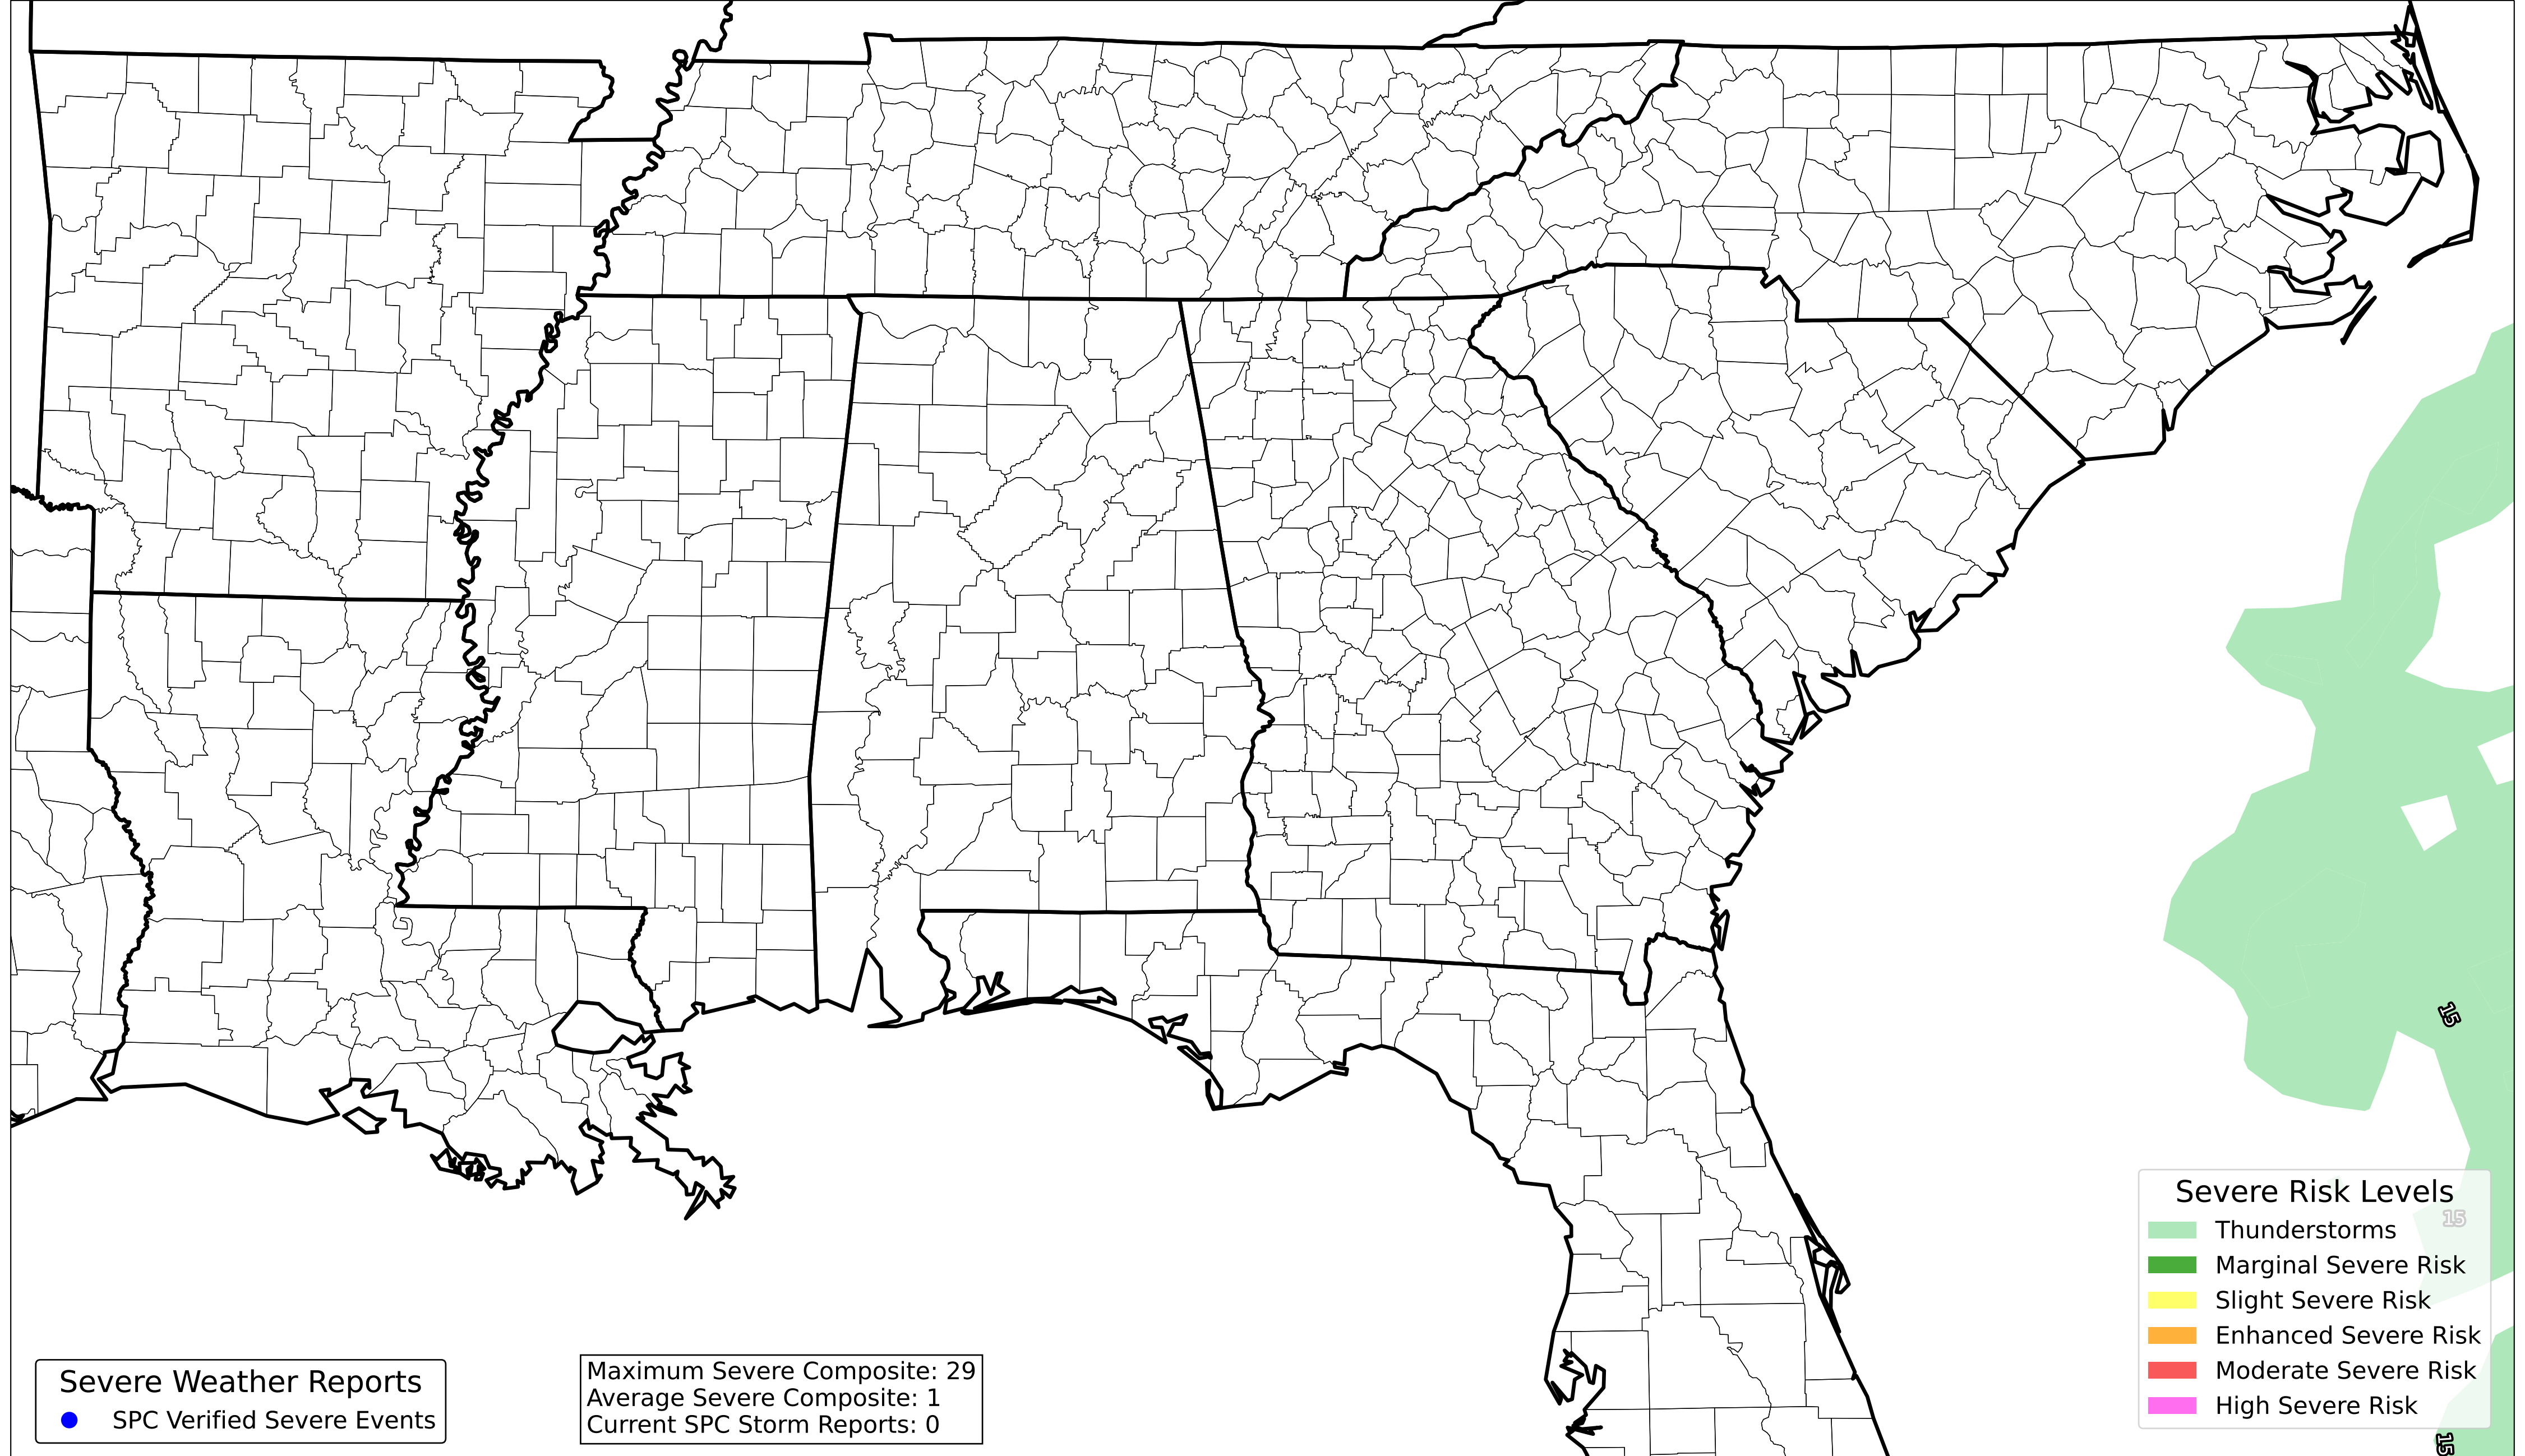 15
Severe Risk Levels
15
Thunderstorms
Marginal Severe Risk
Slight Severe Risk
Enhanced Severe Risk
Moderate Severe Risk
High Severe Risk
15
Severe Weather Reports
SPC Verified Severe Events
Maximum Severe Composite: 29
Average Severe Composite: 1
Current SPC Storm Reports: 0